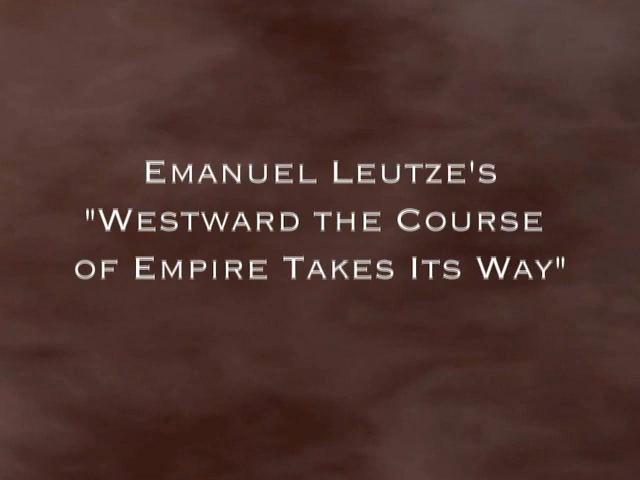 Emanuel Leutze's
"Westward the Course
of Empire Takes Its Way"